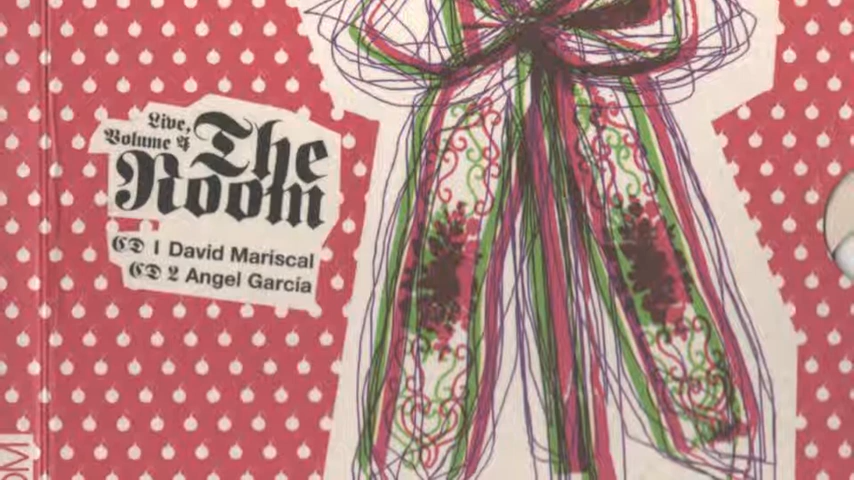 Live,
Volume 4
The
Room
CD 1 David Mariscal
CD 2 Angel García